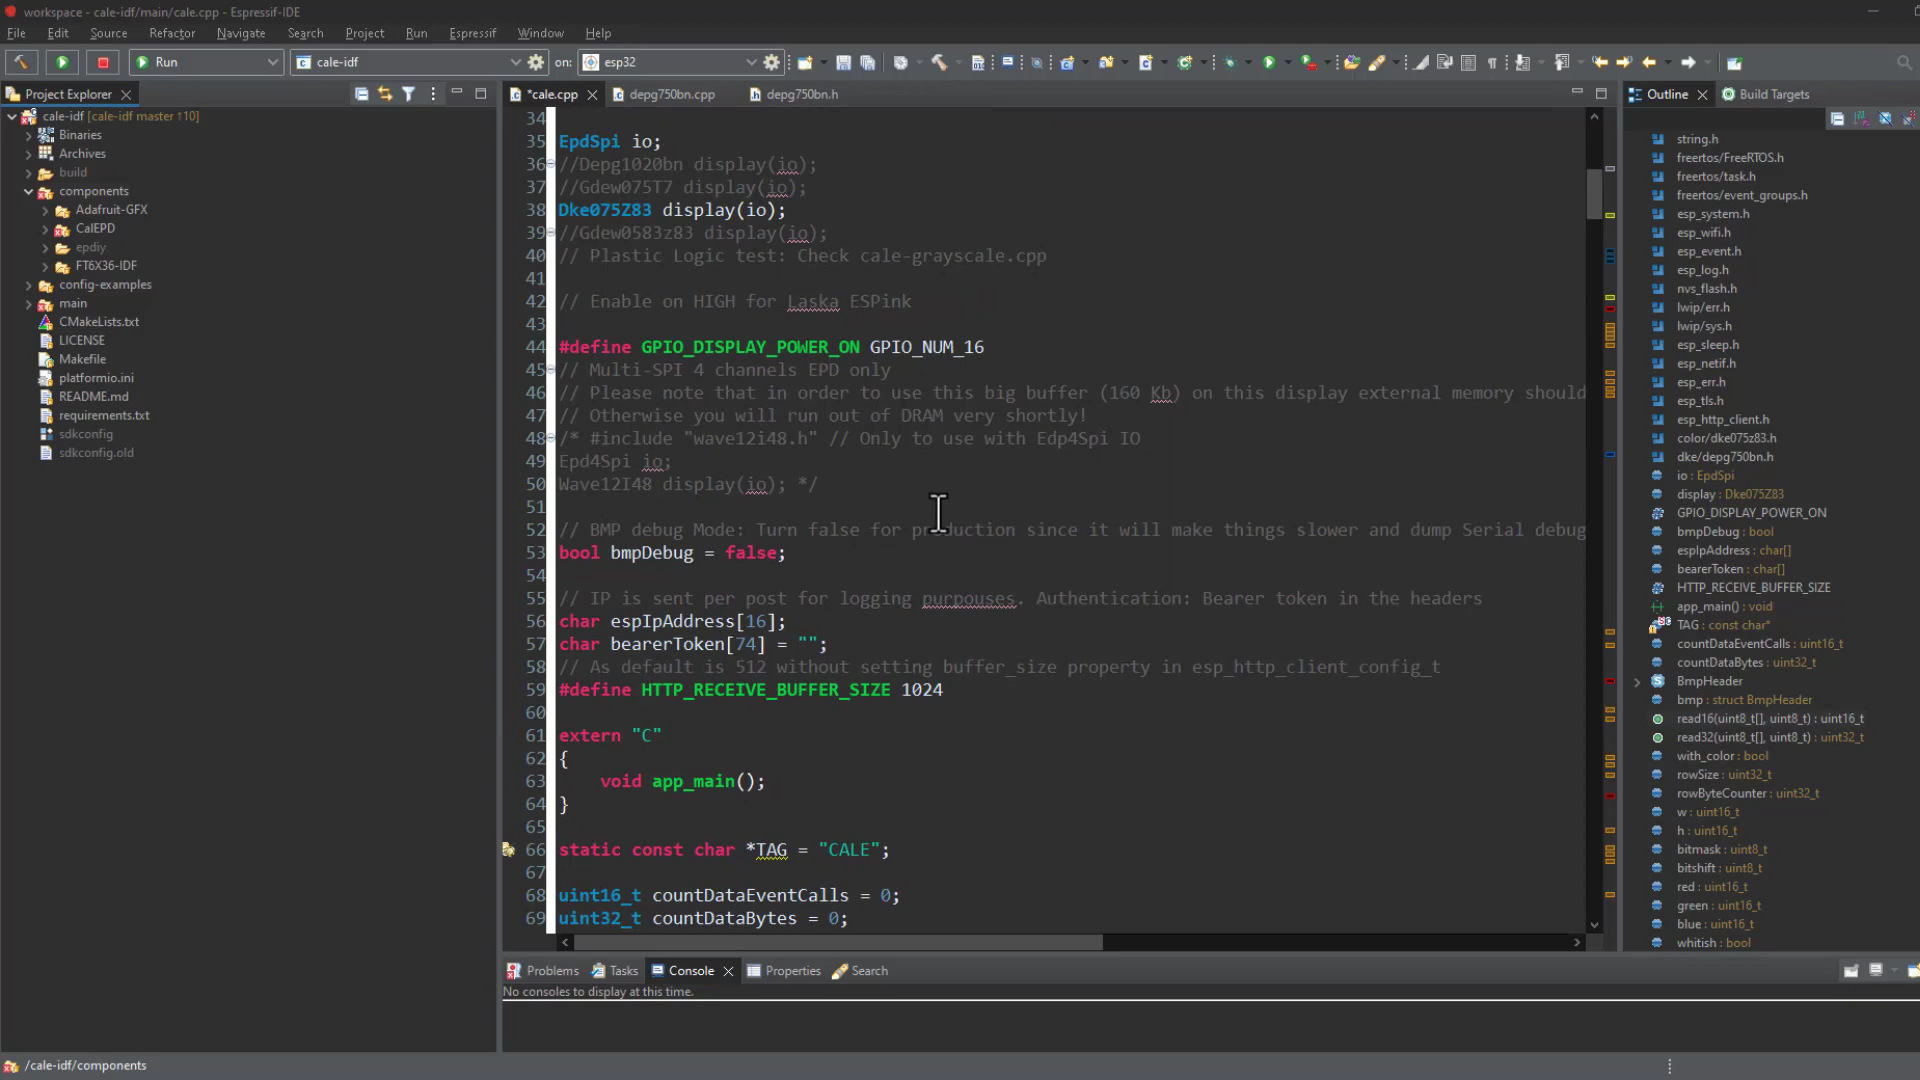 workspace - cale-idf/main/cale.cpp - Espressif-IDE
File Edit Source Refactor Navigate Search Project Run Espressif Window Help
Run cale-idf on: esp32
Project Explorer
cale-idf [cale-idf master ↑10]
Binaries
Archives
build
components
Adafruit-GFX
CalEPD
epdiy
FT6X36-IDF
config-examples
main
CMakeLists.txt
LICENSE
Makefile
platformio.ini
README.md
requirements.txt
sdkconfig
sdkconfig.old
*cale.cpp depg750bn.cpp depg750bn.h
34
35 EpdSpi io;
36 //Depg1020bn display(io);
37 //Gdew075T7 display(io);
38 Dke075Z83 display(io);
39 //Gdew0583z83 display(io);
40 // Plastic Logic test: Check cale-grayscale.cpp
41
42 // Enable on HIGH for Laska ESPink
43
44 #define GPIO_DISPLAY_POWER_ON GPIO_NUM_16
45 // Multi-SPI 4 channels EPD only
46 // Please note that in order to use this big buffer (160 Kb) on this display external memory should
47 // Otherwise you will run out of DRAM very shortly!
48 /* #include "wave12i48.h" // Only to use with Edp4Spi IO
49 Epd4Spi io;
50 Wave12I48 display(io); */
51
52 // BMP debug Mode: Turn false for production since it will make things slower and dump Serial debug
53 bool bmpDebug = false;
54
55 // IP is sent per post for logging purpouses. Authentication: Bearer token in the headers
56 char espIpAddress[16];
57 char bearerToken[74] = "";
58 // As default is 512 without setting buffer_size property in esp_http_client_config_t
59 #define HTTP_RECEIVE_BUFFER_SIZE 1024
60
61 extern "C"
62 {
63 void app_main();
64 }
65
66 static const char *TAG = "CALE";
67
68 uint16_t countDataEventCalls = 0;
69 uint32_t countDataBytes = 0;
Outline Build Targets
string.h
freertos/FreeRTOS.h
freertos/task.h
freertos/event_groups.h
esp_system.h
esp_wifi.h
esp_event.h
esp_log.h
nvs_flash.h
lwip/err.h
lwip/sys.h
esp_sleep.h
esp_netif.h
esp_err.h
esp_tls.h
esp_http_client.h
color/dke075z83.h
dke/depg750bn.h
io : EpdSpi
display : Dke075Z83
GPIO_DISPLAY_POWER_ON
bmpDebug : bool
espIpAddress : char[]
bearerToken : char[]
HTTP_RECEIVE_BUFFER_SIZE
app_main() : void
TAG : const char*
countDataEventCalls : uint16_t
countDataBytes : uint32_t
BmpHeader
bmp : struct BmpHeader
read16(uint8_t[], uint8_t) : uint16_t
read32(uint8_t[], uint8_t) : uint32_t
with_color : bool
rowSize : uint32_t
rowByteCounter : uint32_t
w : uint16_t
h : uint16_t
bitmask : uint8_t
bitshift : uint8_t
red : uint16_t
green : uint16_t
blue : uint16_t
whitish : bool
Problems Tasks Console Properties Search
No consoles to display at this time.
/cale-idf/components